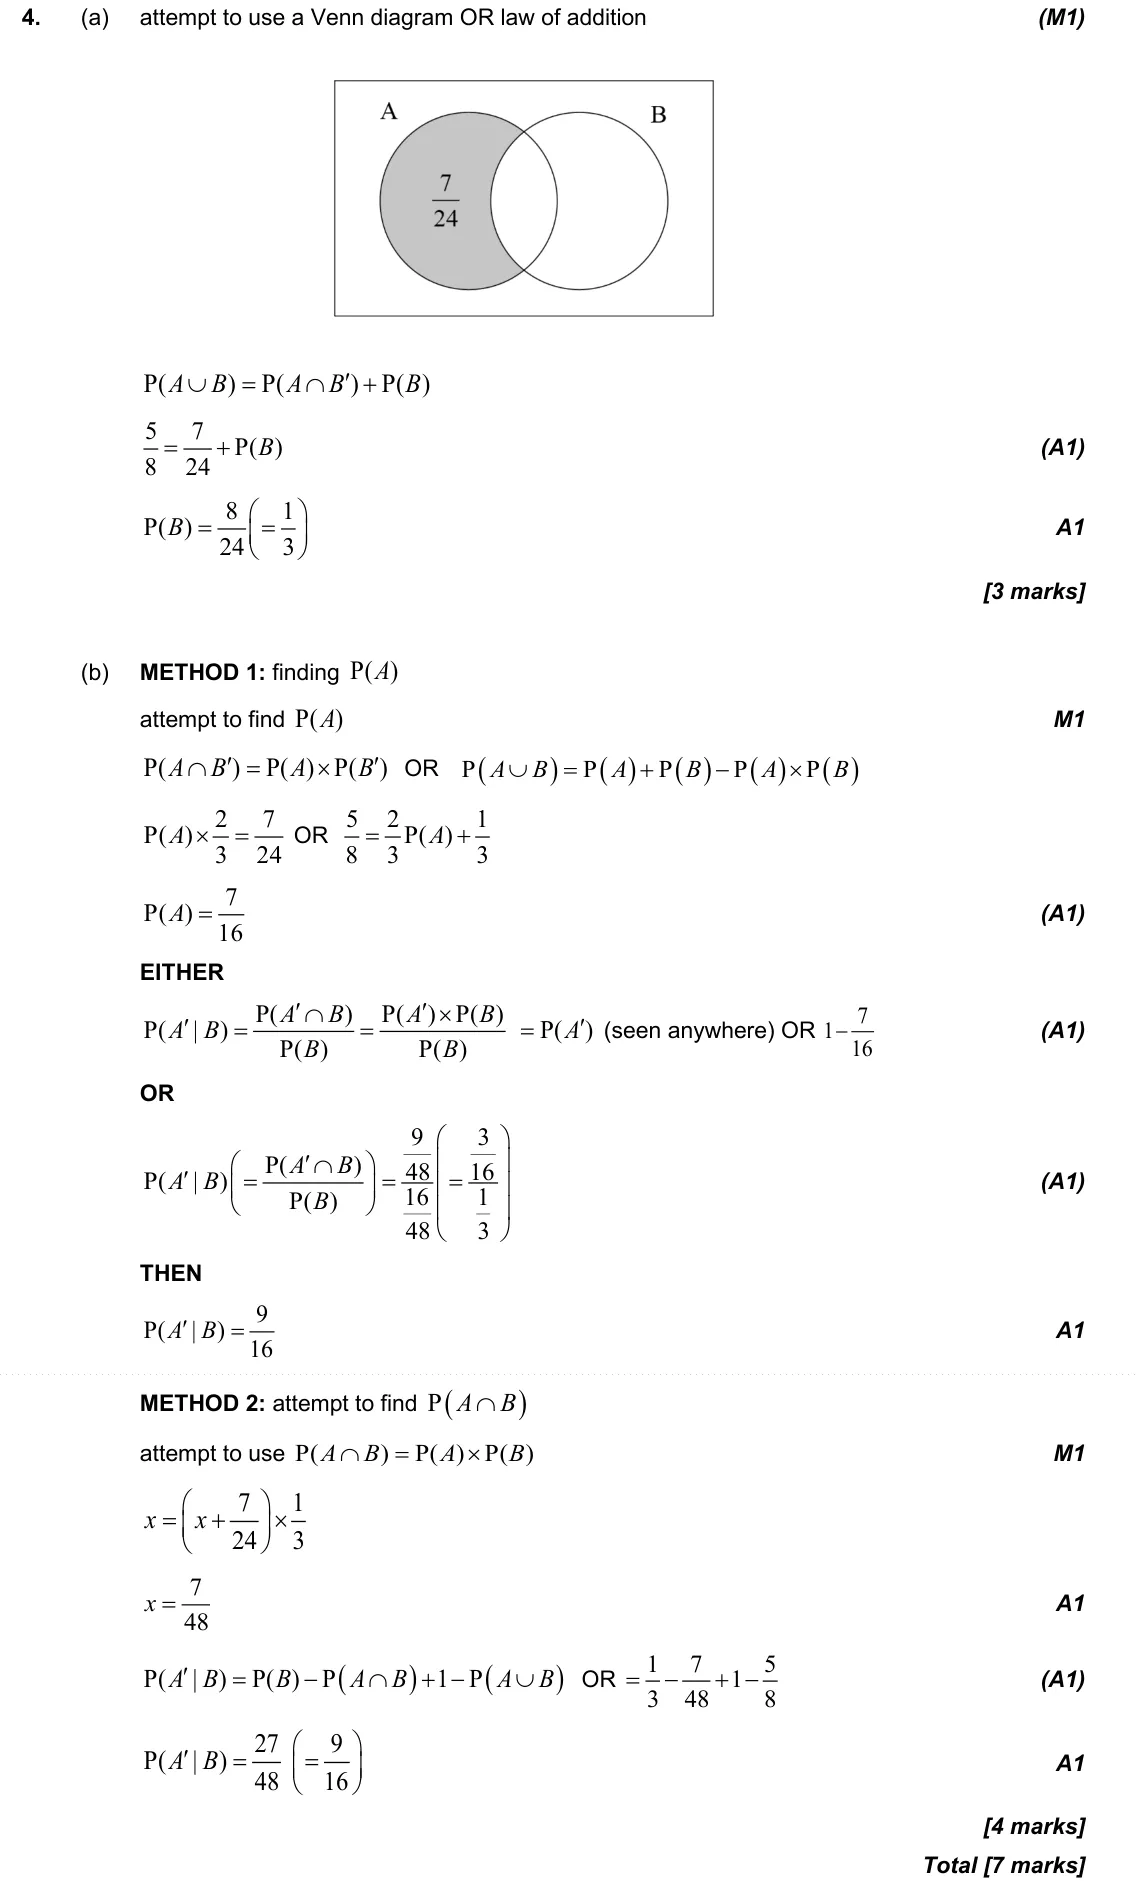 4. (a) attempt to use a Venn diagram OR law of addition (M1)
A B
7/24
P(A ∪ B) = P(A ∩ B′) + P(B)
5/8 = 7/24 + P(B) (A1)
P(B) = 8/24 (= 1/3) A1
[3 marks]
(b) METHOD 1: finding P(A)
attempt to find P(A) M1
P(A ∩ B′) = P(A) × P(B′) OR P(A ∪ B) = P(A) + P(B) − P(A) × P(B)
P(A) × 2/3 = 7/24 OR 5/8 = 2/3 P(A) + 1/3
P(A) = 7/16 (A1)
EITHER
P(A′ | B) = P(A′ ∩ B)/P(B) = P(A′) × P(B)/P(B) = P(A′) (seen anywhere) OR 1 − 7/16 (A1)
OR
P(A′ | B) (= P(A′ ∩ B)/P(B)) = (9/48)/(16/48) (= (3/16)/(1/3)) (A1)
THEN
P(A′ | B) = 9/16 A1
METHOD 2: attempt to find P(A ∩ B)
attempt to use P(A ∩ B) = P(A) × P(B) M1
x = (x + 7/24) × 1/3
x = 7/48 A1
P(A′ | B) = P(B) − P(A ∩ B) + 1 − P(A ∪ B) OR = 1/3 − 7/48 + 1 − 5/8 (A1)
P(A′ | B) = 27/48 (= 9/16) A1
[4 marks]
Total [7 marks]